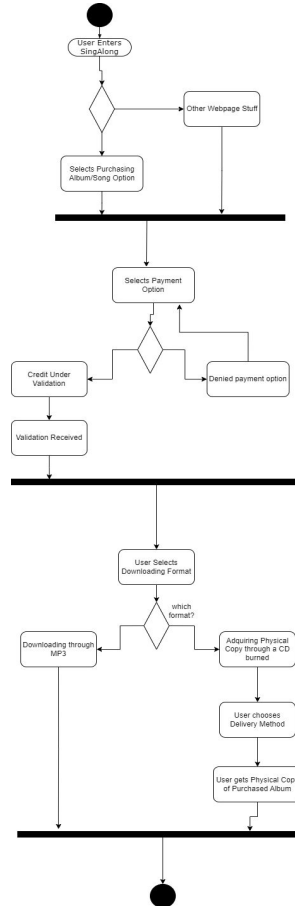 User Enters
SingAlong
Other Webpage Stuff
Selects Purchasing
Album/Song Option
Selects Payment
Option
Credit Under
Validation
Denied payment option
Validation Received
User Selects
Downloading Format
which
format?
Downloading through
MP3
Adquiring Physical
Copy through a CD
burned
User chooses
Delivery Method
User gets Physical Cop
of Purchased Album